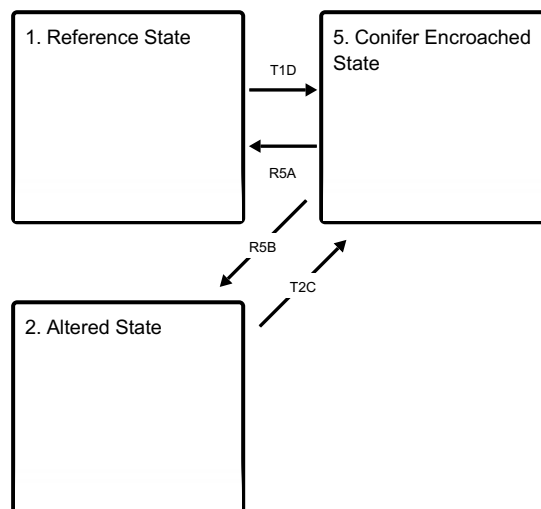 1. Reference State
5. Conifer Encroached
State
T1D
R5A
R5B
T2C
2. Altered State